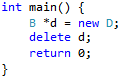 int main() {
    B *d = new D;
    delete d;
    return 0;
}